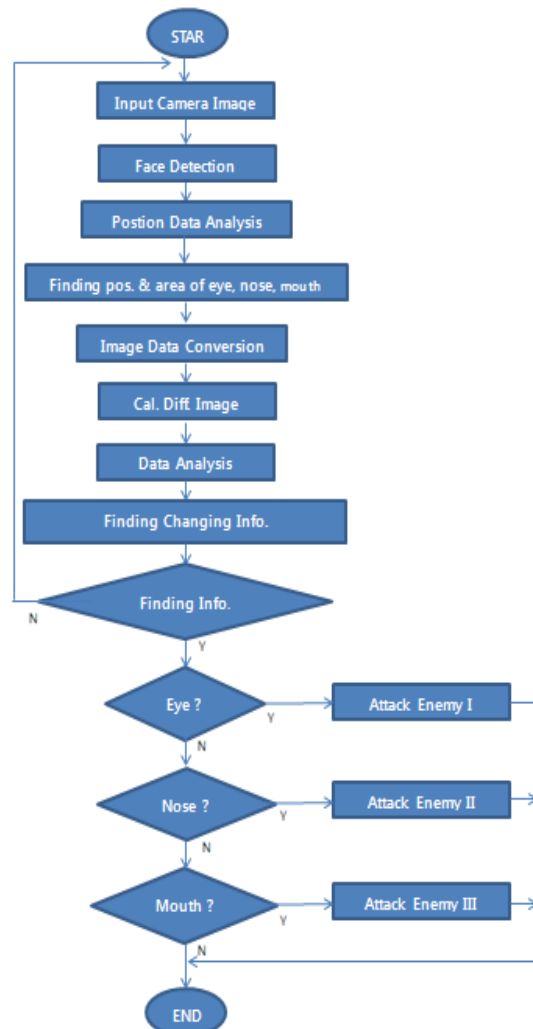 STAR
Input Camera Image
Face Detection
Postion Data Analysis
Finding pos. & area of eye, nose, mouth
Image Data Conversion
Cal. Diff. Image
Data Analysis
Finding Changing Info.
Finding Info.
N
Y
Eye ?
Y
Attack Enemy I
N
Nose ?
Y
Attack Enemy II
N
Mouth ?
Y
Attack Enemy III
N
END